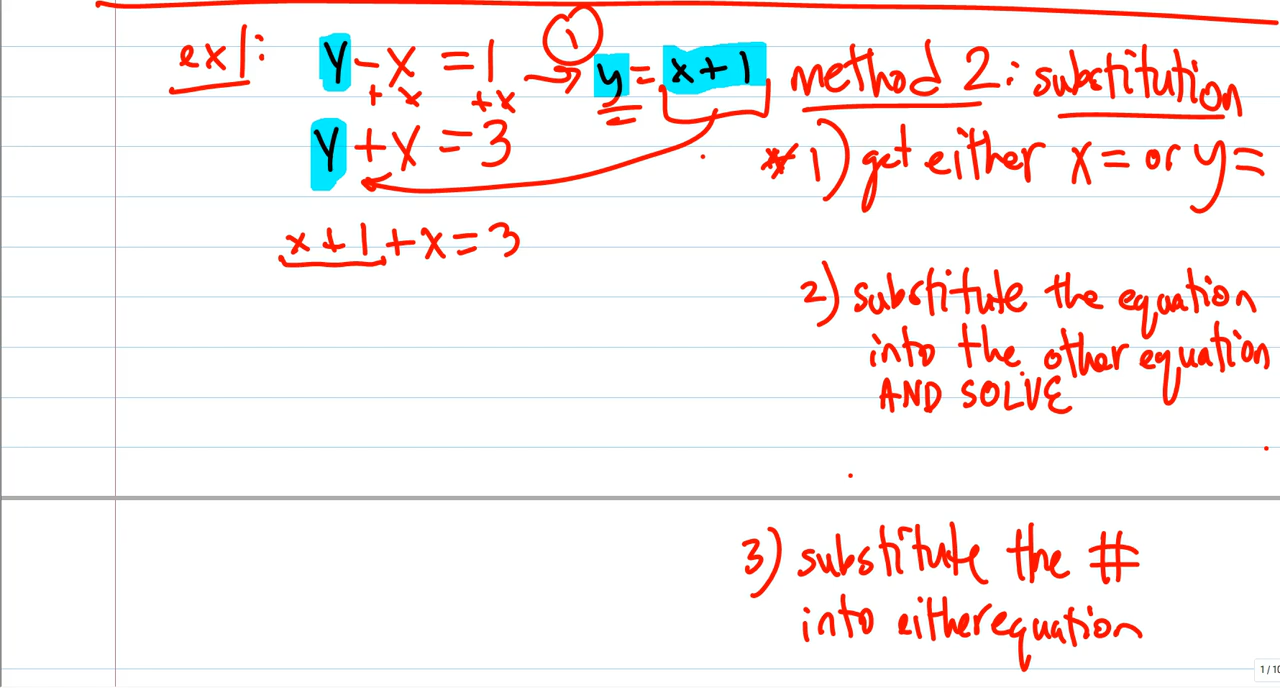 ex1: y - x = 1 → ① y = x + 1
+ x + x
y + x = 3
x + 1 + x = 3
method 2: substitution
** 1) get either x = or y =
2) substitute the equation
into the other equation
AND SOLVE
3) substitute the #
into either equation
1 / 10